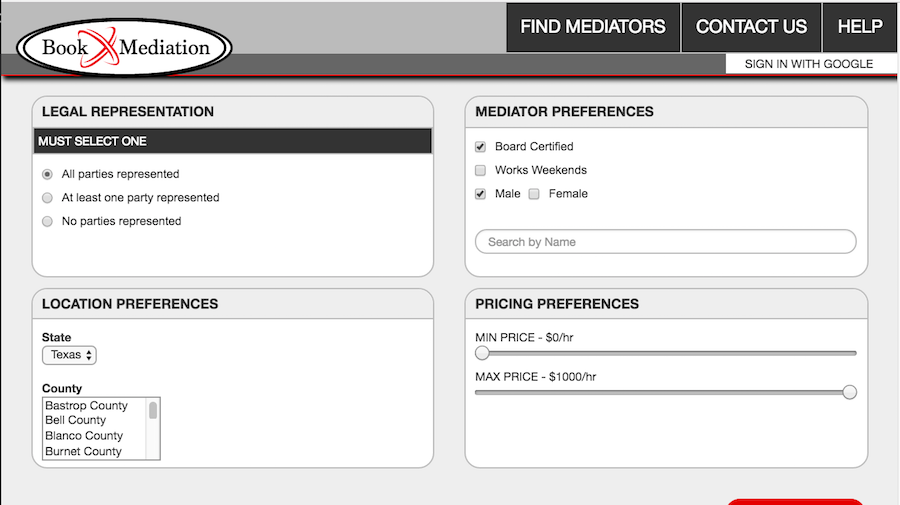 Book Mediation
FIND MEDIATORS
CONTACT US
HELP
SIGN IN WITH GOOGLE
LEGAL REPRESENTATION
MUST SELECT ONE
All parties represented
At least one party represented
No parties represented
MEDIATOR PREFERENCES
Board Certified
Works Weekends
Male Female
Search by Name
LOCATION PREFERENCES
State
Texas
County
Bastrop County
Bell County
Blanco County
Burnet County
PRICING PREFERENCES
MIN PRICE - $0/hr
MAX PRICE - $1000/hr